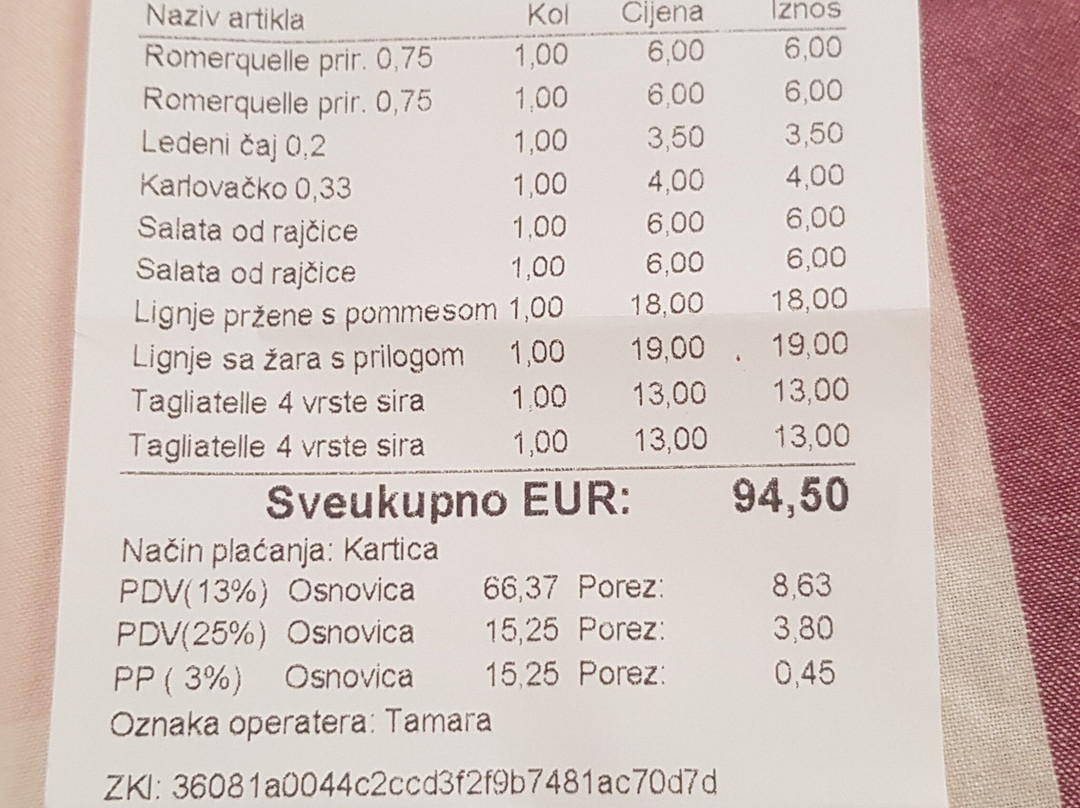 Naziv artikla Kol Cijena Iznos
Romerquelle prir. 0,75 1,00 6,00 6,00
Romerquelle prir. 0,75 1,00 6,00 6,00
Ledeni čaj 0,2 1,00 3,50 3,50
Karlovačko 0,33 1,00 4,00 4,00
Salata od rajčice 1,00 6,00 6,00
Salata od rajčice 1,00 6,00 6,00
Lignje pržene s pommesom 1,00 18,00 18,00
Lignje sa žara s prilogom 1,00 19,00 19,00
Tagliatelle 4 vrste sira 1,00 13,00 13,00
Tagliatelle 4 vrste sira 1,00 13,00 13,00
Sveukupno EUR: 94,50
Način plaćanja: Kartica
PDV(13%) Osnovica 66,37 Porez: 8,63
PDV(25%) Osnovica 15,25 Porez: 3,80
PP ( 3%) Osnovica 15,25 Porez: 0,45
Oznaka operatera: Tamara
ZKI: 36081a0044c2ccd3f2f9b7481ac70d7d